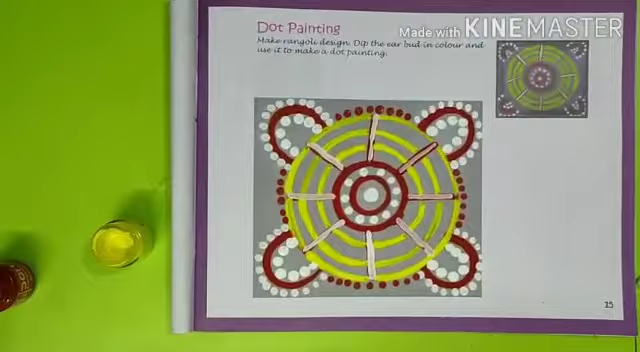 Dot Painting
Made with KINEMASTER
Make rangoli design. Dip the ear bud in colour and
use it to make a dot painting.
25